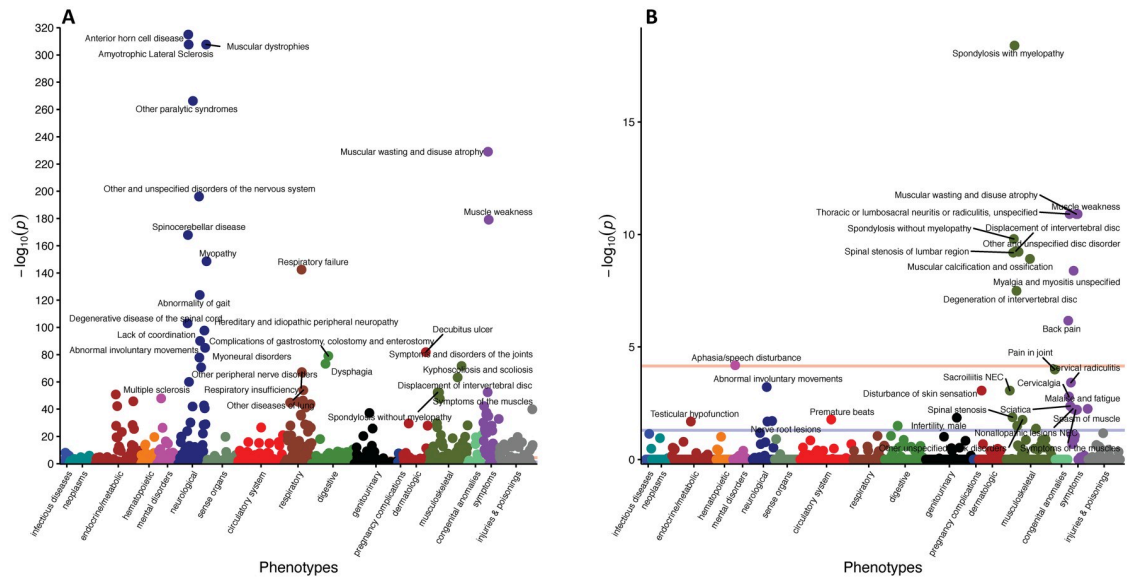 A
320
300
280
260
240
220
200
180
160
140
120
100
80
60
40
20
0
−log10(p)
Anterior horn cell disease
Amyotrophic Lateral Sclerosis
Muscular dystrophies
Other paralytic syndromes
Muscular wasting and disuse atrophy
Other and unspecified disorders of the nervous system
Muscle weakness
Spinocerebellar disease
Myopathy
Respiratory failure
Abnormality of gait
Degenerative disease of the spinal cord
Hereditary and idiopathic peripheral neuropathy
Lack of coordination
Complications of gastrostomy, colostomy and enterostomy
Decubitus ulcer
Abnormal involuntary movements
Myoneural disorders
Symptoms and disorders of the joints
Other peripheral nerve disorders
Dysphagia
Kyphoscoliosis and scoliosis
Multiple sclerosis
Respiratory insufficiency
Displacement of intervertebral disc
Other diseases of lung
Symptoms of the muscles
Spondylosis without myelopathy
infectious diseases
neoplasms
endocrine/metabolic
hematopoietic
mental disorders
neurological
sense organs
circulatory system
respiratory
digestive
genitourinary
pregnancy complications
dermatologic
musculoskeletal
congenital anomalies
symptoms
injuries & poisonings
Phenotypes
B
15
10
5
0
−log10(p)
Spondylosis with myelopathy
Muscular wasting and disuse atrophy
Muscle weakness
Thoracic or lumbosacral neuritis or radiculitis, unspecified
Spondylosis without myelopathy
Displacement of intervertebral disc
Other and unspecified disc disorder
Spinal stenosis of lumbar region
Muscular calcification and ossification
Myalgia and myositis unspecified
Degeneration of intervertebral disc
Back pain
Aphasia/speech disturbance
Pain in joint
Cervical radiculitis
Abnormal involuntary movements
Sacroiliitis NEC
Cervicalgia
Disturbance of skin sensation
Malaise and fatigue
Testicular hypofunction
Premature beats
Spinal stenosis
Sciatica
Spasm of muscle
Nerve root lesions
Infertility, male
Nonallopathic lesions NEC
Other unspecified back disorders
Symptoms of the muscles
infectious diseases
neoplasms
endocrine/metabolic
hematopoietic
mental disorders
neurological
sense organs
circulatory system
respiratory
digestive
genitourinary
pregnancy complications
dermatologic
musculoskeletal
congenital anomalies
symptoms
injuries & poisonings
Phenotypes